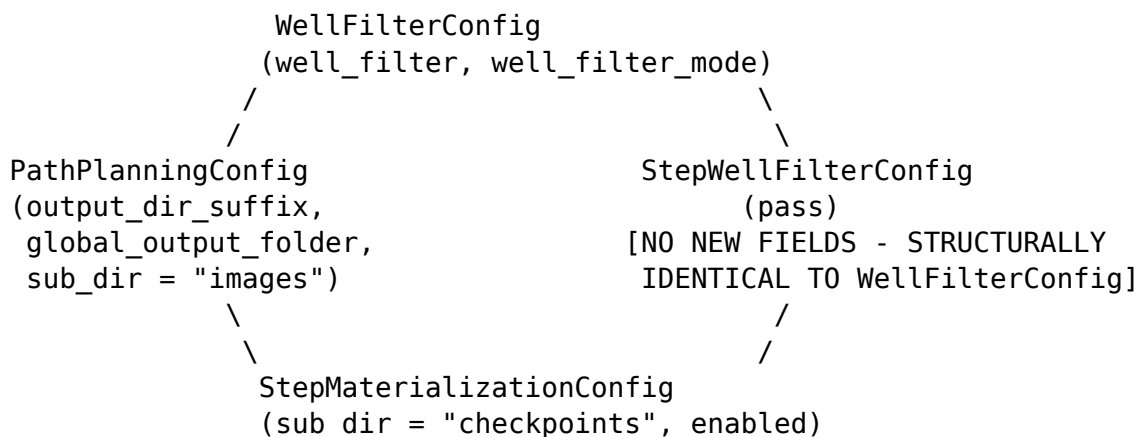 WellFilterConfig
(well_filter, well_filter_mode)
/ \
/ \
PathPlanningConfig StepWellFilterConfig
(output_dir_suffix, (pass)
global_output_folder, [NO NEW FIELDS - STRUCTURALLY
sub_dir = "images") IDENTICAL TO WellFilterConfig]
\ /
\ /
StepMaterializationConfig
(sub_dir = "checkpoints", enabled)